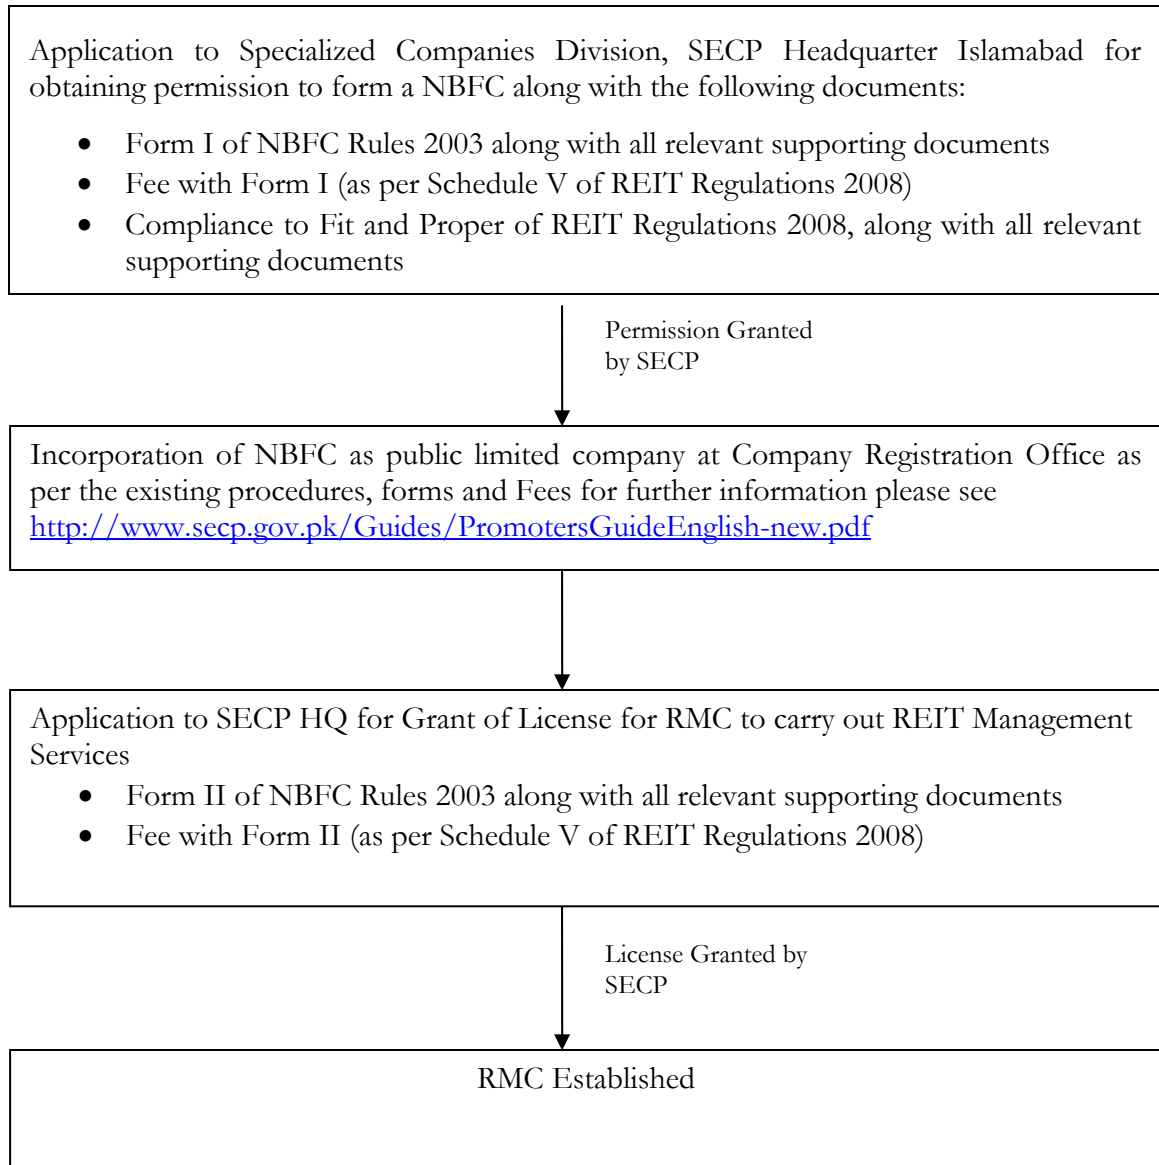 Application to Specialized Companies Division, SECP Headquarter Islamabad for
obtaining permission to form a NBFC along with the following documents:
• Form I of NBFC Rules 2003 along with all relevant supporting documents
• Fee with Form I (as per Schedule V of REIT Regulations 2008)
• Compliance to Fit and Proper of REIT Regulations 2008, along with all relevant
supporting documents
Permission Granted
by SECP
Incorporation of NBFC as public limited company at Company Registration Office as
per the existing procedures, forms and Fees for further information please see
http://www.secp.gov.pk/Guides/PromotersGuideEnglish-new.pdf
Application to SECP HQ for Grant of License for RMC to carry out REIT Management
Services
• Form II of NBFC Rules 2003 along with all relevant supporting documents
• Fee with Form II (as per Schedule V of REIT Regulations 2008)
License Granted by
SECP
RMC Established